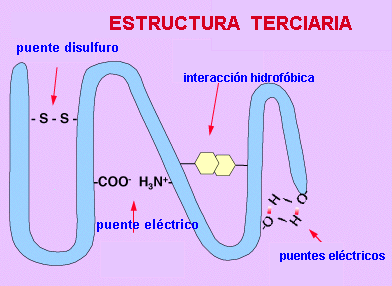 ESTRUCTURA TERCIARIA
puente disulfuro
interacción hidrofóbica
- S - S -
-COO- H₃N+-
puente eléctrico
H
O
O
H
puentes eléctricos